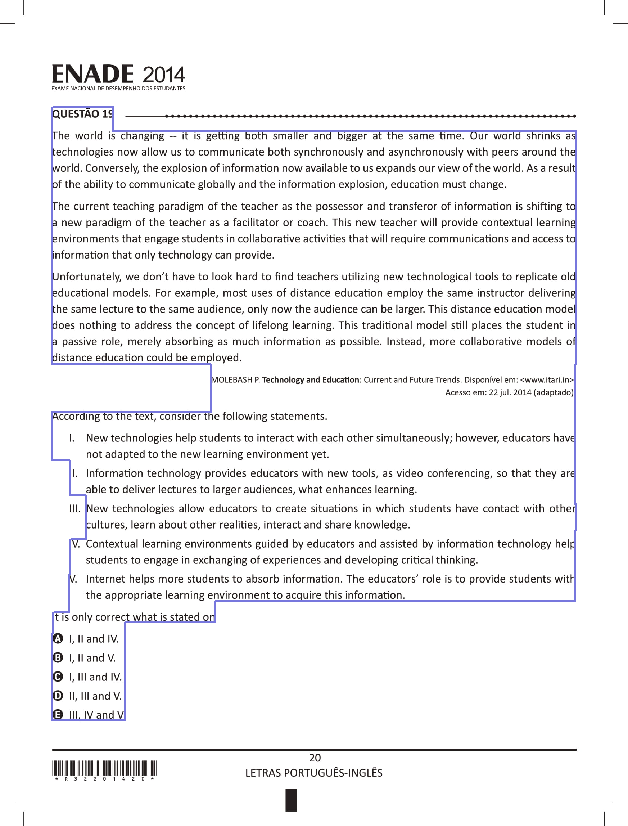 ENADE 2014
EXAME NACIONAL DE DESEMPENHO DOS ESTUDANTES
QUESTÃO 19
The world is changing -- it is getting both smaller and bigger at the same time. Our world shrinks as
technologies now allow us to communicate both synchronously and asynchronously with peers around the
world. Conversely, the explosion of information now available to us expands our view of the world. As a result
of the ability to communicate globally and the information explosion, education must change.
The current teaching paradigm of the teacher as the possessor and transferor of information is shifting to
a new paradigm of the teacher as a facilitator or coach. This new teacher will provide contextual learning
environments that engage students in collaborative activities that will require communications and access to
information that only technology can provide.
Unfortunately, we don't have to look hard to find teachers utilizing new technological tools to replicate old
educational models. For example, most uses of distance education employ the same instructor delivering
the same lecture to the same audience, only now the audience can be larger. This distance education model
does nothing to address the concept of lifelong learning. This traditional model still places the student in
a passive role, merely absorbing as much information as possible. Instead, more collaborative models of
distance education could be employed.
MOLEBASH P. Technology and Education: Current and Future Trends. Disponível em: <www.itari.in>
Acesso em: 22 jul. 2014 (adaptado)
According to the text, consider the following statements.
I. New technologies help students to interact with each other simultaneously; however, educators have
not adapted to the new learning environment yet.
I. Information technology provides educators with new tools, as video conferencing, so that they are
able to deliver lectures to larger audiences, what enhances learning.
III. New technologies allow educators to create situations in which students have contact with other
cultures, learn about other realities, interact and share knowledge.
V. Contextual learning environments guided by educators and assisted by information technology help
students to engage in exchanging of experiences and developing critical thinking.
V. Internet helps more students to absorb information. The educators' role is to provide students with
the appropriate learning environment to acquire this information.
It is only correct what is stated on
A I, II and IV.
B I, II and V.
C I, III and IV.
D II, III and V.
E III, IV and V
20
LETRAS PORTUGUÊS-INGLÊS